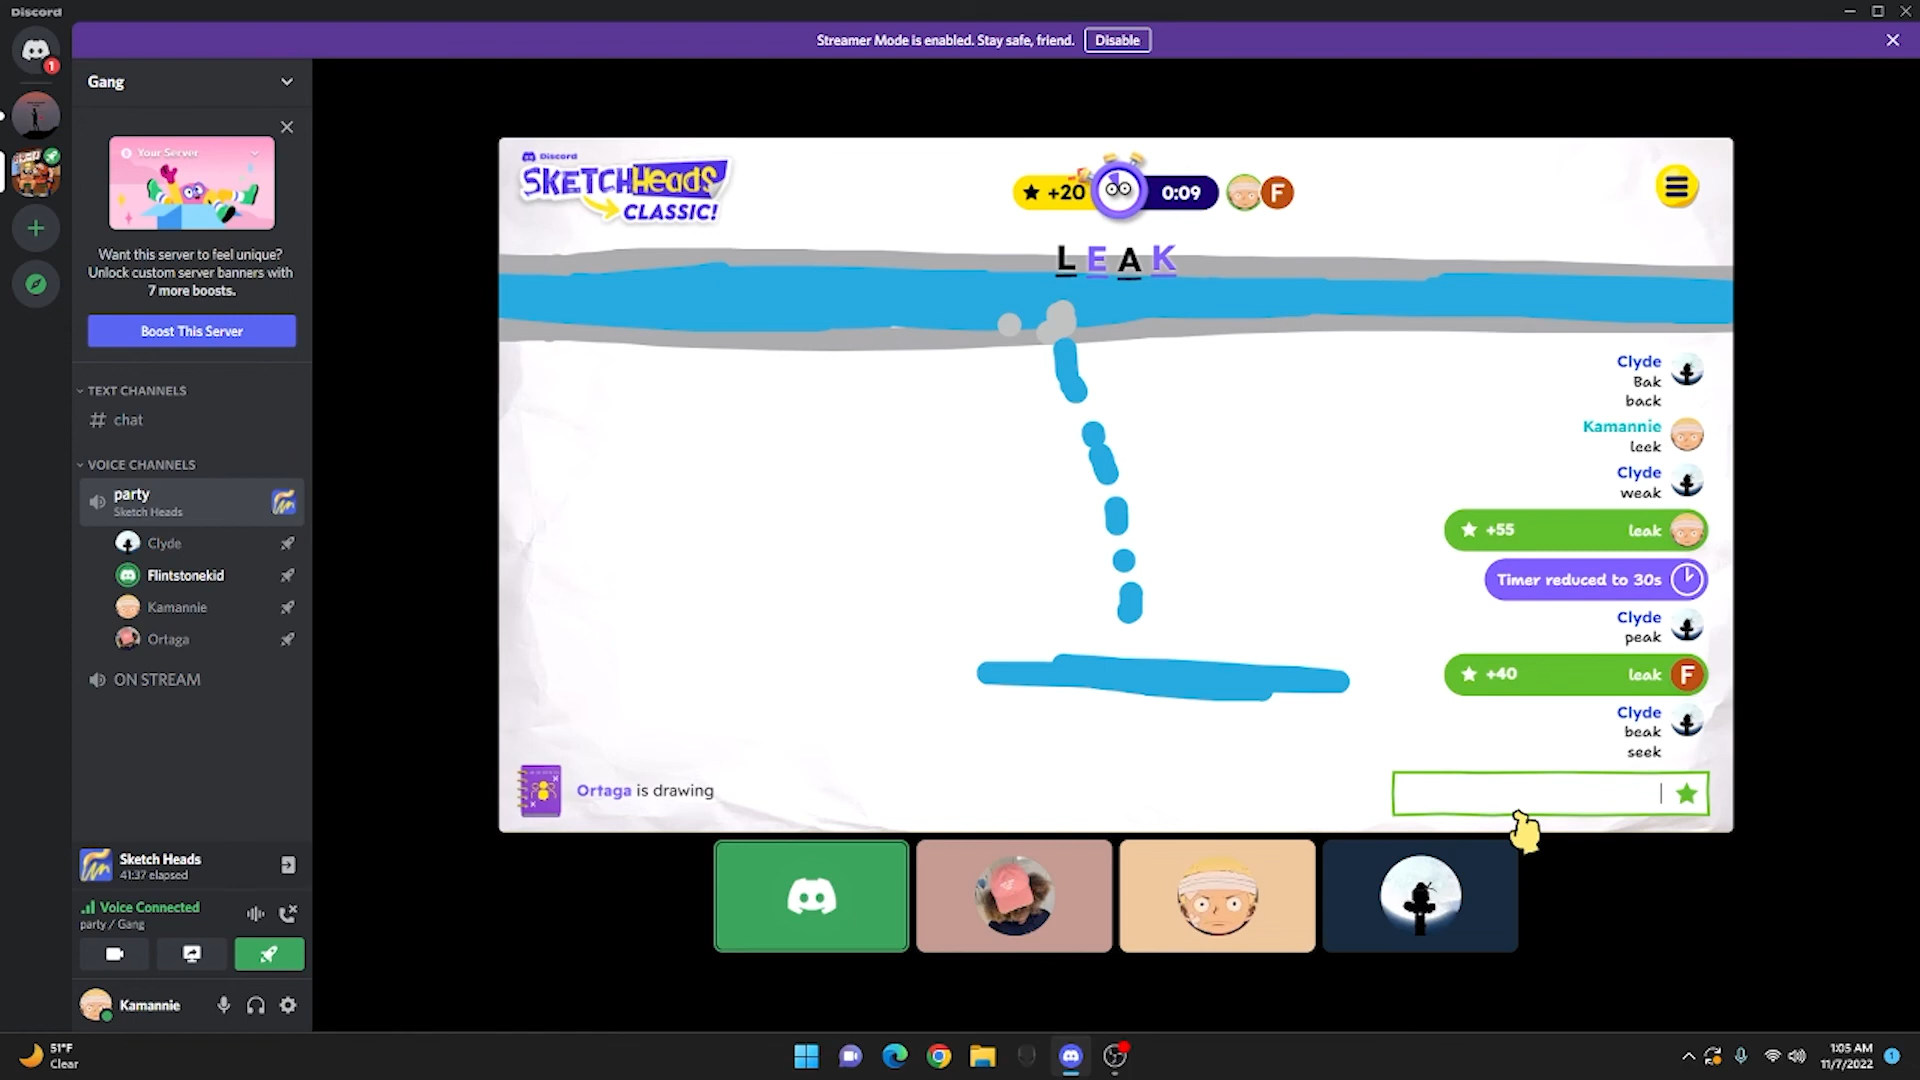 Discord
Streamer Mode is enabled. Stay safe, friend.
Disable
1
Gang
Your Server
Want this server to feel unique?
Unlock custom server banners with
7 more boosts.
Boost This Server
TEXT CHANNELS
# chat
VOICE CHANNELS
party
Sketch Heads
Clyde
Flintstonekid
Kamannie
Ortaga
ON STREAM
Sketch Heads
41:37 elapsed
Voice Connected
party / Gang
Kamannie
Discord
SKETCHHeadS
CLASSIC!
+20
0:09
F
LEAK
Clyde
Bak
back
Kamannie
leek
Clyde
weak
+55
leak
Timer reduced to 30s
Clyde
peak
+40
leak
F
Clyde
beak
seek
Ortaga is drawing
51°F
Clear
1:05 AM
11/7/2022
1